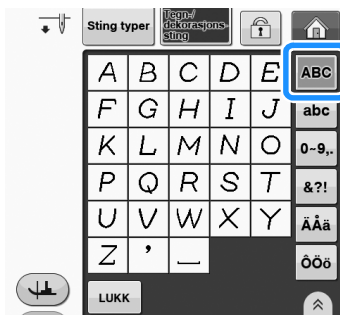 Sting typer
Tegn-/
dekorasjons-
sting
A B C D E ABC
F G H I J abc
K L M N O 0~9,.
P Q R S T &?!
U V W X Y ÄÅä
Z ’ _ ÔÖö
LUKK